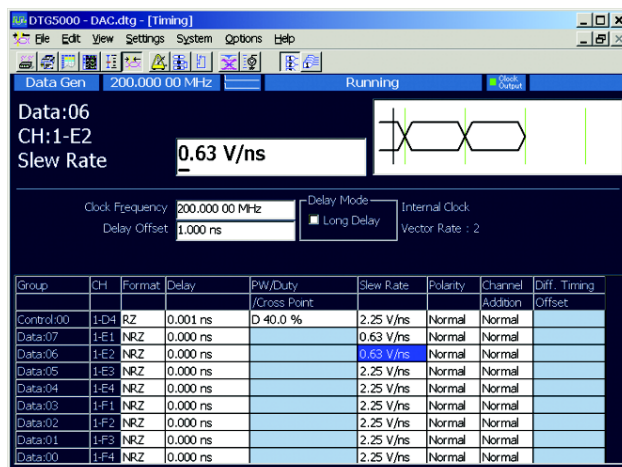 DTG5000 - DAC.dtg - [Timing]
File Edit View Settings System Options Help
Data Gen 200.000 00 MHz Running Clock Output
Data:06
CH:1-E2
Slew Rate
0.63 V/ns
Clock Frequency 200.000 00 MHz
Delay Offset 1.000 ns
Delay Mode
Long Delay
Internal Clock
Vector Rate : 2
Group CH Format Delay PW/Duty Slew Rate Polarity Channel Diff. Timing
/Cross Point Addition Offset
Control:00 1-D4 RZ 0.001 ns D 40.0 % 2.25 V/ns Normal Normal
Data:07 1-E1 NRZ 0.000 ns 0.63 V/ns Normal Normal
Data:06 1-E2 NRZ 0.000 ns 0.63 V/ns Normal Normal
Data:05 1-E3 NRZ 0.000 ns 2.25 V/ns Normal Normal
Data:04 1-E4 NRZ 0.000 ns 2.25 V/ns Normal Normal
Data:03 1-F1 NRZ 0.000 ns 2.25 V/ns Normal Normal
Data:02 1-F2 NRZ 0.000 ns 2.25 V/ns Normal Normal
Data:01 1-F3 NRZ 0.000 ns 2.25 V/ns Normal Normal
Data:00 1-F4 NRZ 0.000 ns 2.25 V/ns Normal Normal